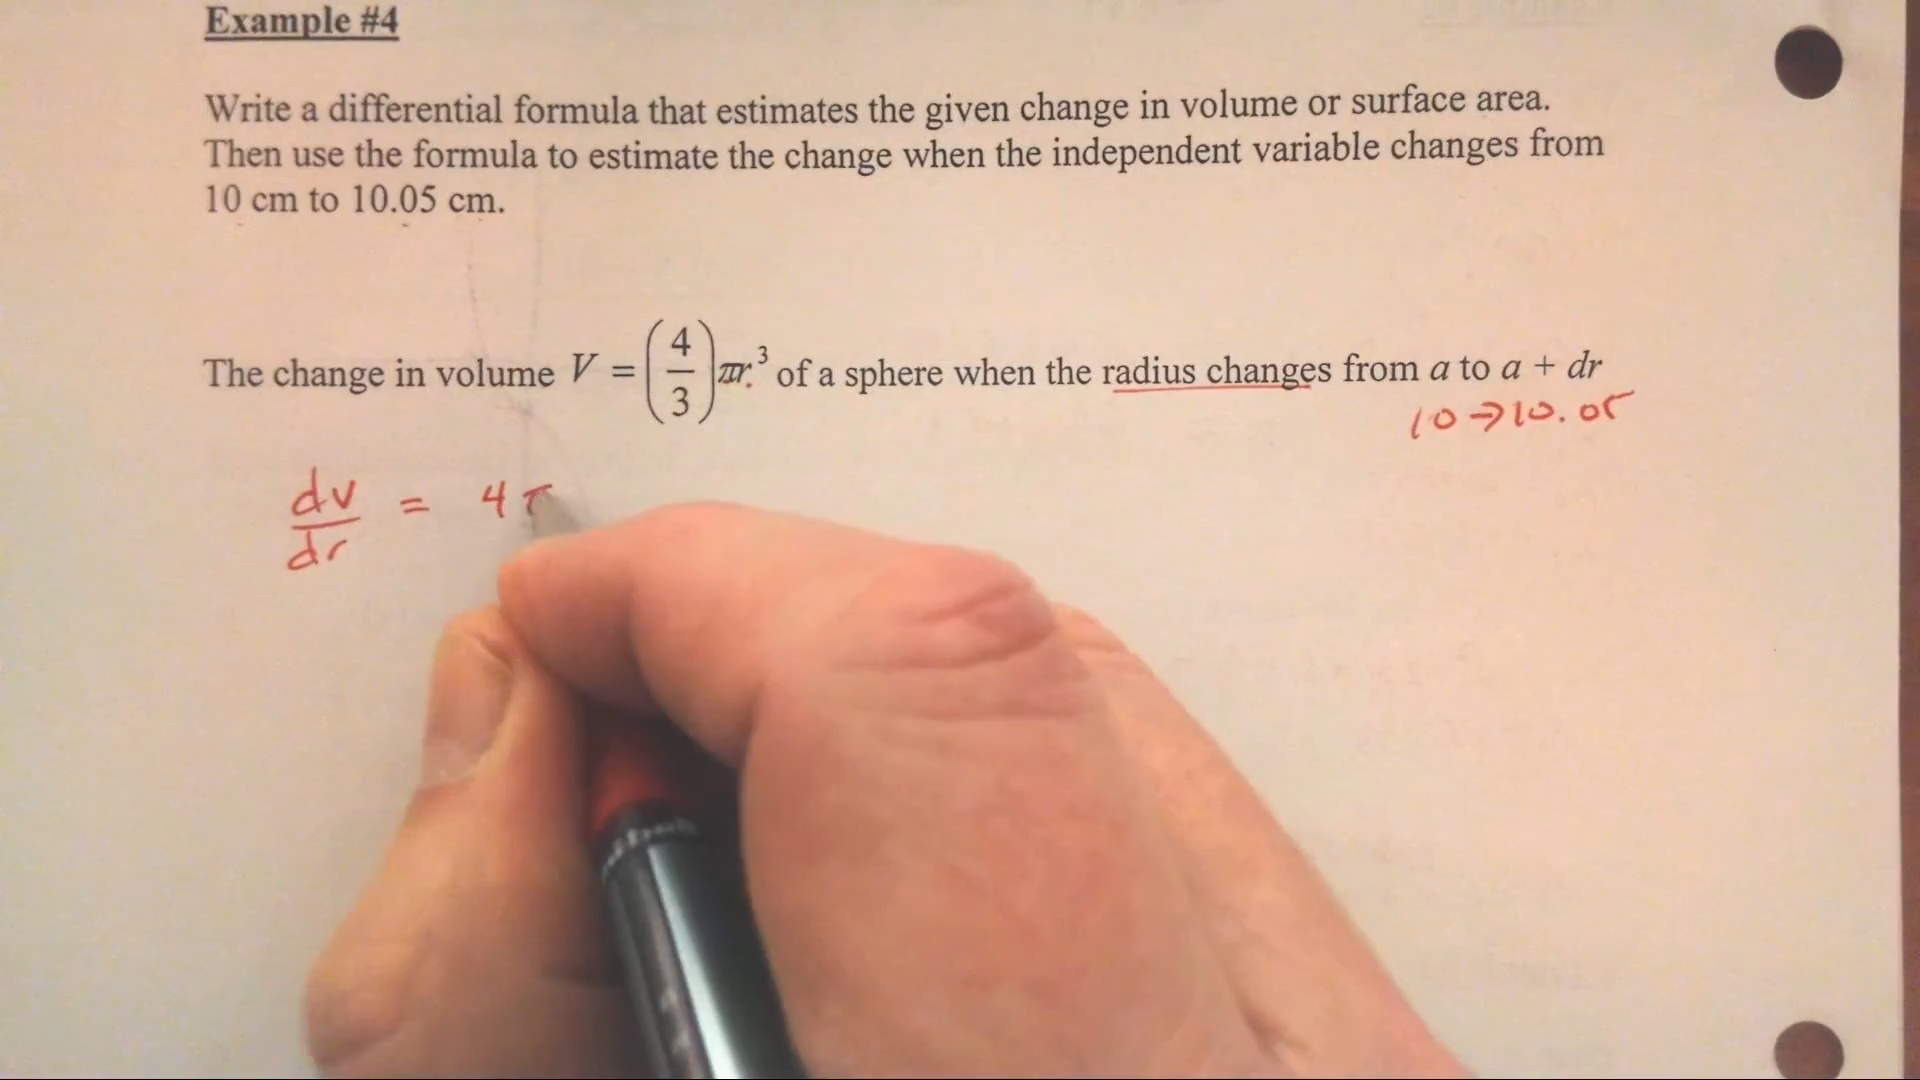 Example #4
Write a differential formula that estimates the given change in volume or surface area.
Then use the formula to estimate the change when the independent variable changes from
10 cm to 10.05 cm.
The change in volume V = (4/3)πr³ of a sphere when the radius changes from a to a + dr
10→10.05
dv/dr = 4π